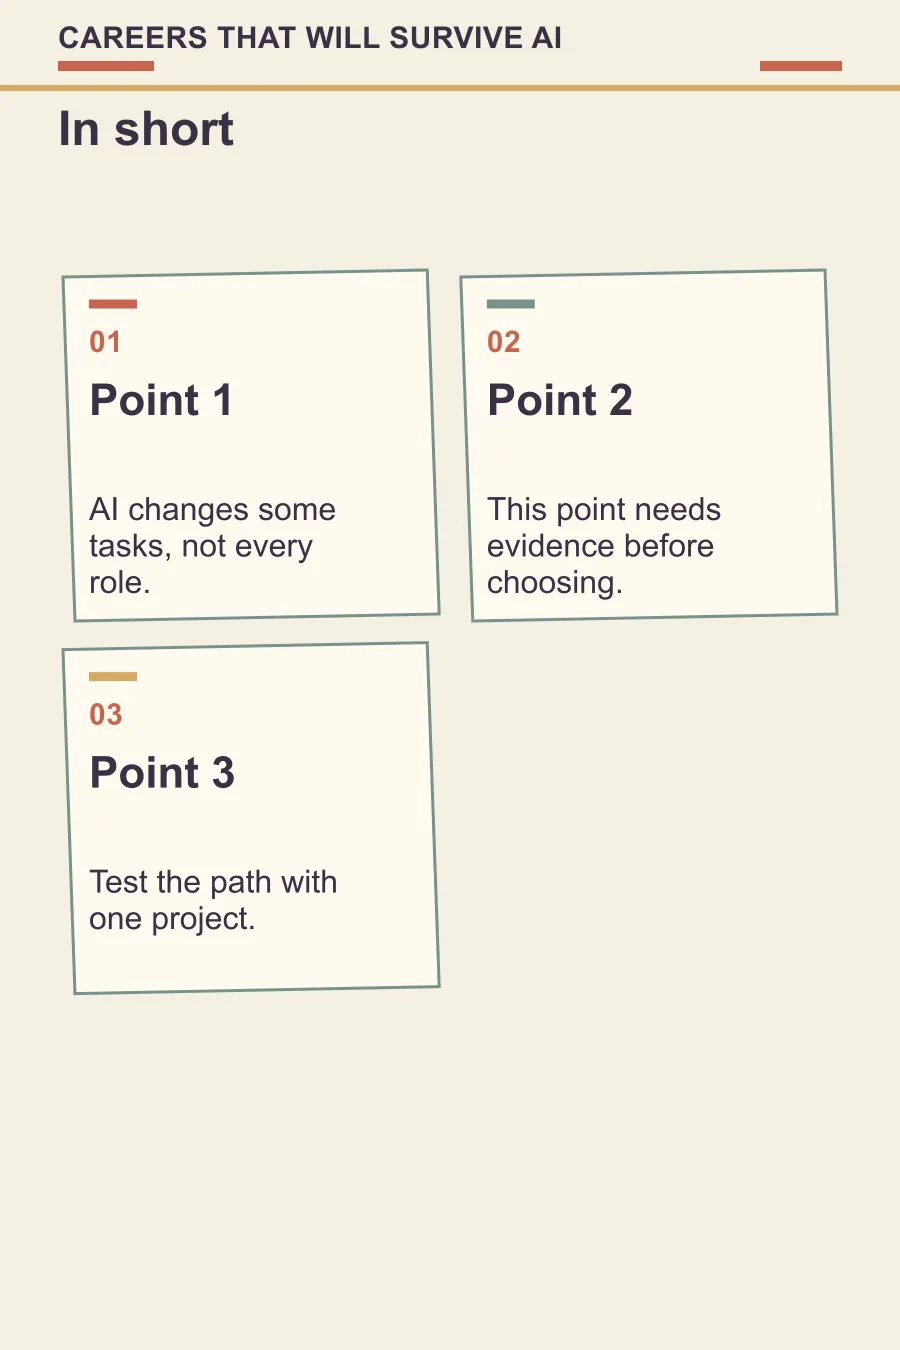 CAREERS THAT WILL SURVIVE AI
In short
01
Point 1
AI changes some
tasks, not every
role.
02
Point 2
This point needs
evidence before
choosing.
03
Point 3
Test the path with
one project.